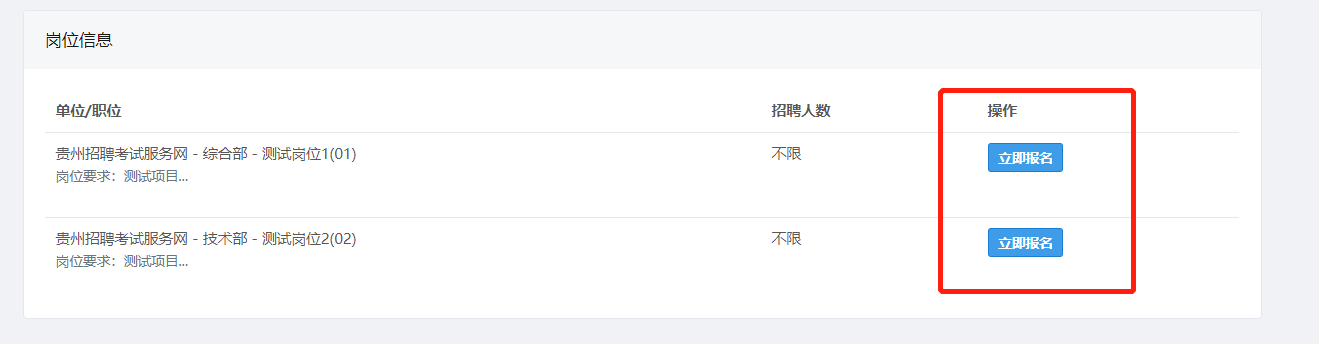 岗位信息
单位/职位 招聘人数 操作
贵州招聘考试服务网 - 综合部 - 测试岗位1(01) 不限 立即报名
岗位要求：测试项目...
贵州招聘考试服务网 - 技术部 - 测试岗位2(02) 不限 立即报名
岗位要求：测试项目...